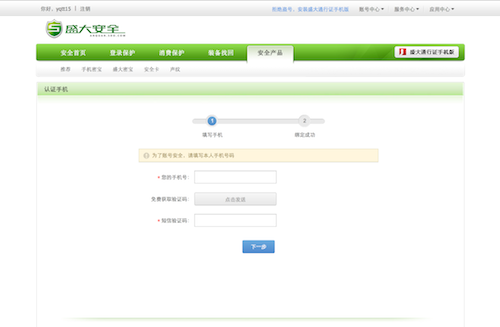 你好, yqtt15 | 注销
拒绝盗号，安装盛大通行证手机版 账号中心 服务中心 应用中心
盛大安全
安全首页 登录保护 消费保护 装备找回 安全产品 盛大通行证手机版
推荐 手机密宝 盛大密宝 安全卡 声纹
认证手机
1 2
填写手机 绑定成功
为了账号安全，请填写本人手机号码
* 您的手机号:
免费获取验证码: 点击发送
* 短信验证码:
下一步